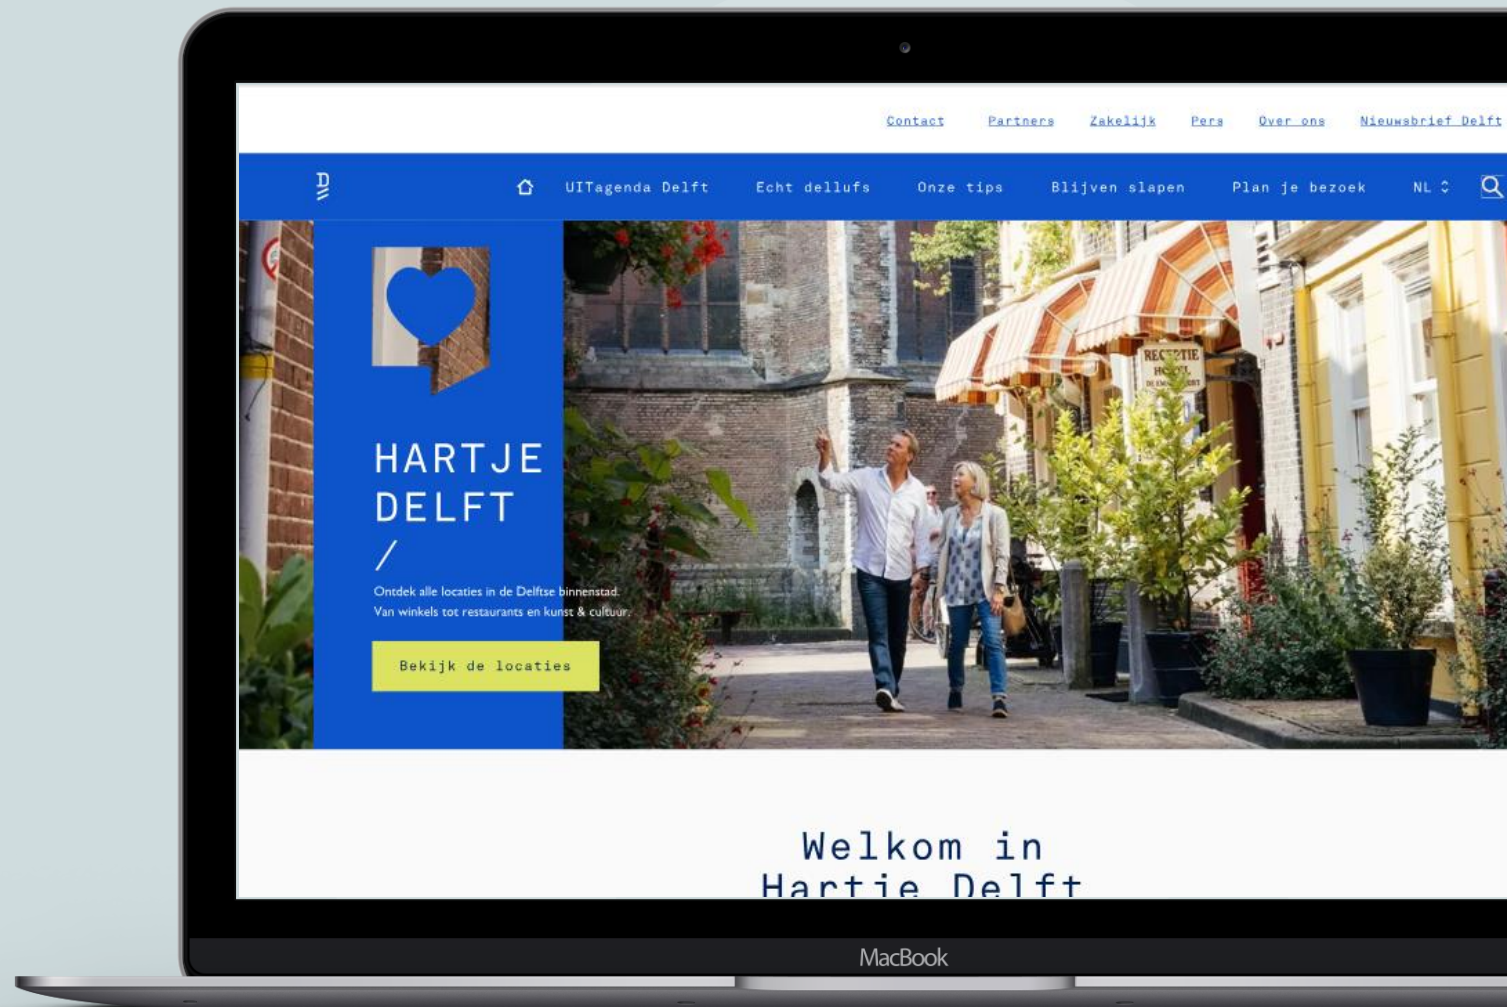 Contact Partners Zakelijk Pers Over ons Nieuwsbrief Delft
D
UITagenda Delft Echt dellufs Onze tips Blijven slapen Plan je bezoek NL
RECEPTIE
HOTEL
HARTJE
DELFT
/
Ontdek alle locaties in de Delftse binnenstad.
Van winkels tot restaurants en kunst & cultuur.
Bekijk de locaties
Welkom in
Hartje Delft
MacBook